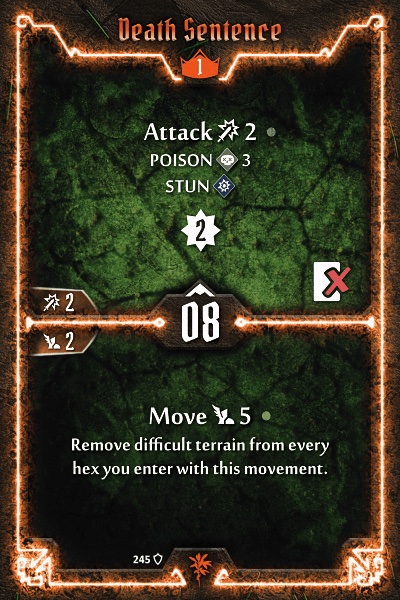 Death Sentence
1
Attack 2
POISON 3
STUN
2
2
08
2
Move 5
Remove difficult terrain from every
hex you enter with this movement.
245